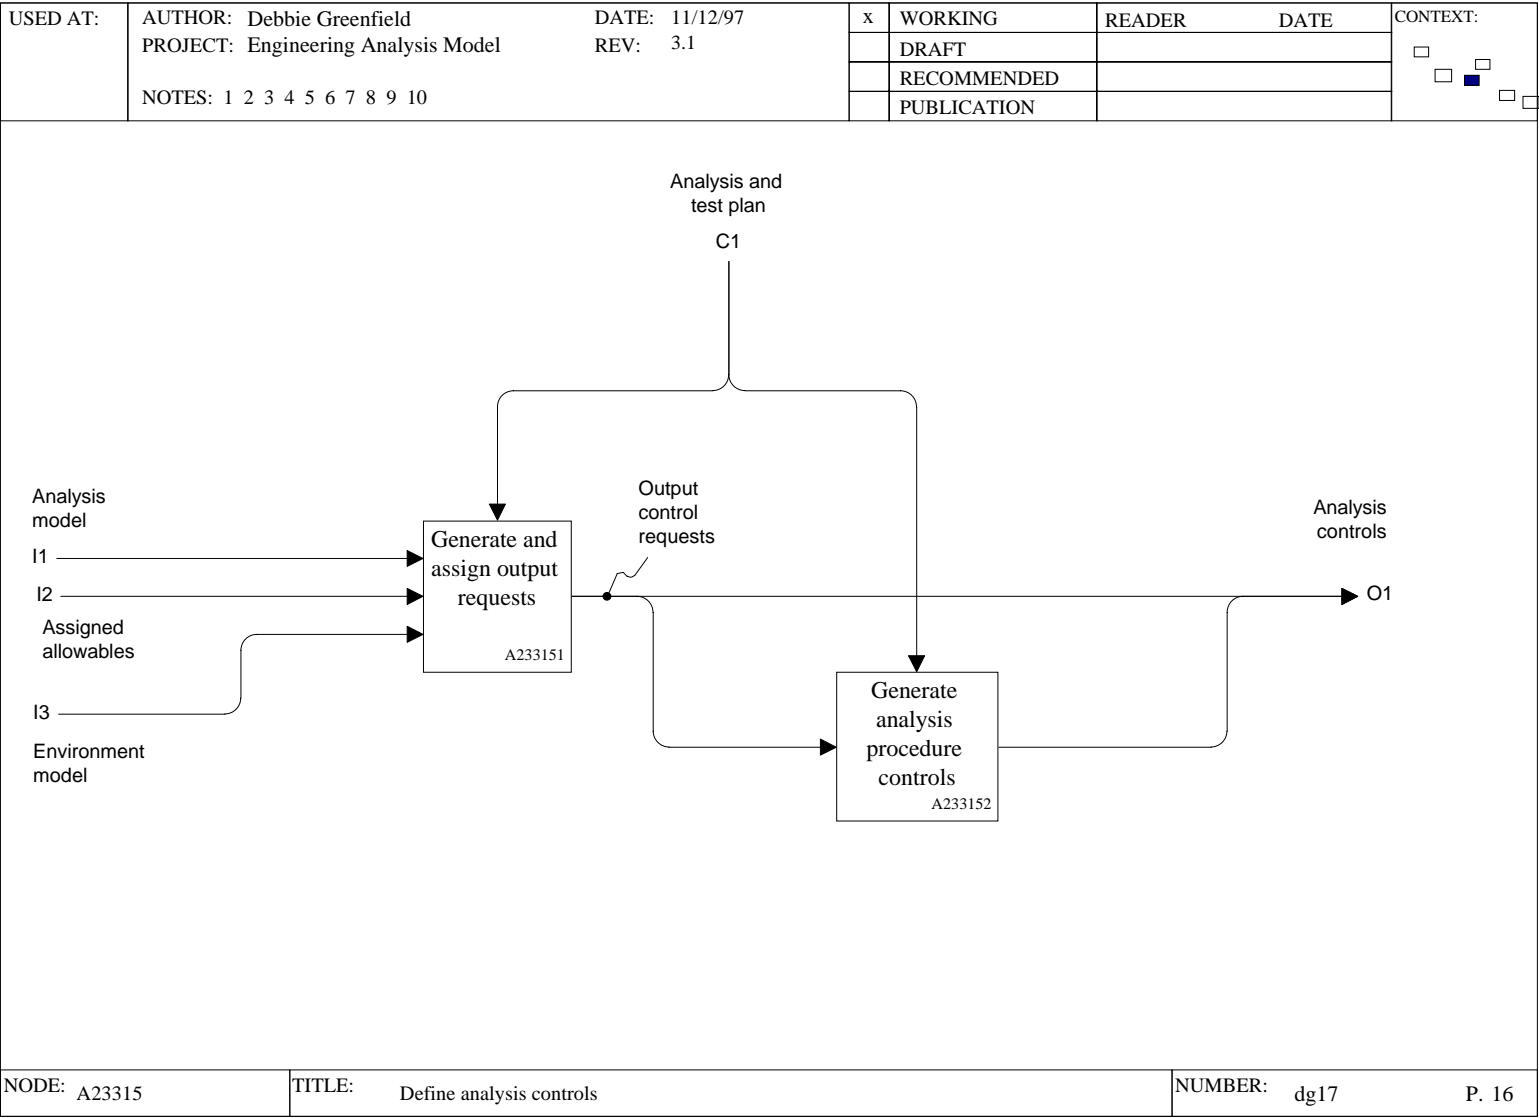 USED AT:
AUTHOR: Debbie Greenfield
DATE: 11/12/97
PROJECT: Engineering Analysis Model
REV: 3.1
NOTES: 1 2 3 4 5 6 7 8 9 10
x WORKING
DRAFT
RECOMMENDED
PUBLICATION
READER DATE
CONTEXT:
Analysis and
test plan
C1
Analysis
model
I1
I2
Assigned
allowables
I3
Environment
model
Generate and
assign output
requests
A233151
Output
control
requests
Generate
analysis
procedure
controls
A233152
Analysis
controls
O1
NODE: A23315
TITLE: Define analysis controls
NUMBER: dg17
P. 16